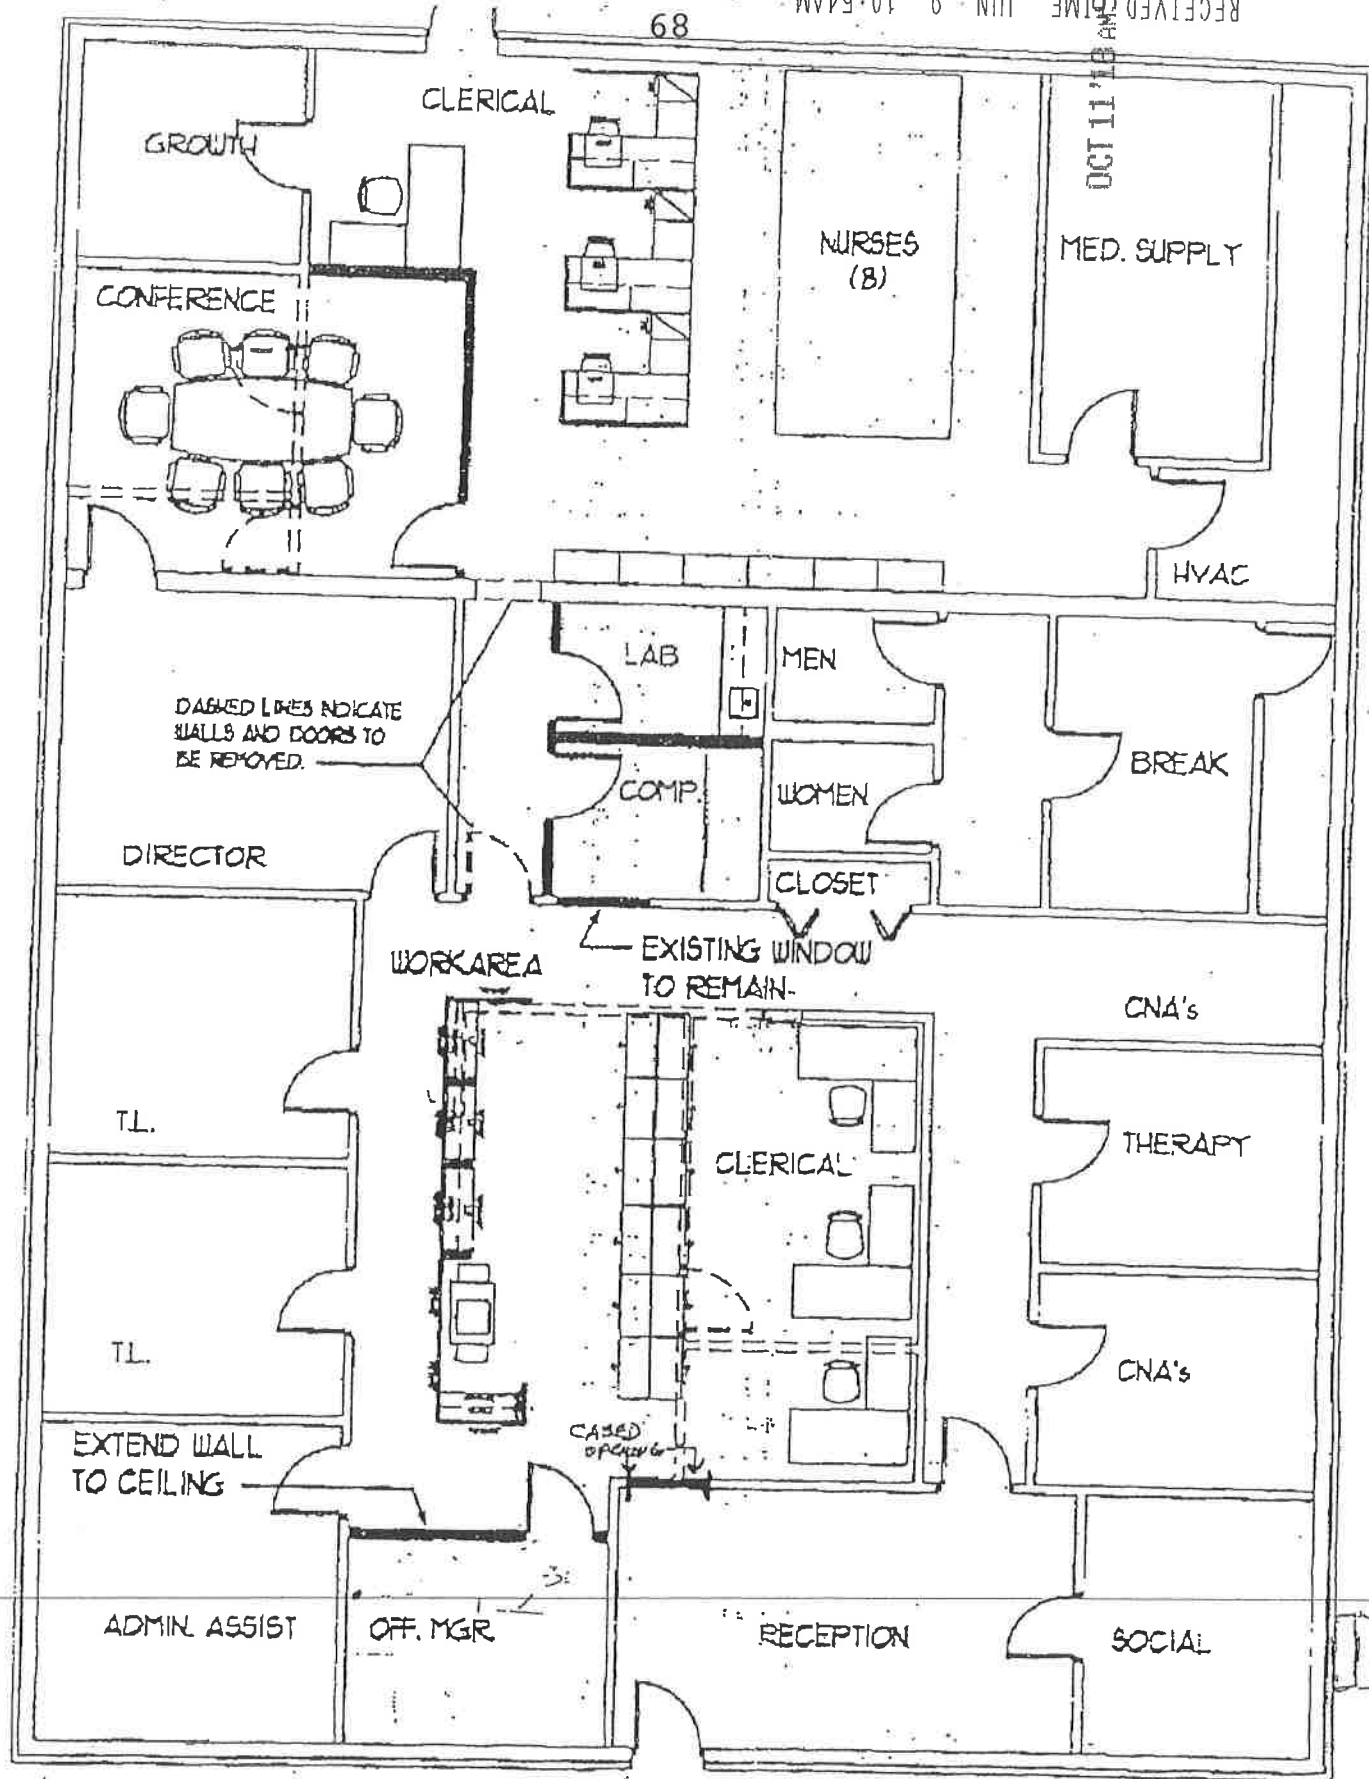 RECEIVED TIME JUN. 9. 10:54AM
68
OCT 11 '18 AM
CLERICAL
GROWTH
NURSES
(8)
MED. SUPPLY
CONFERENCE
HVAC
LAB
MEN
DASHED LINES INDICATE
WALLS AND DOORS TO
BE REMOVED.
BREAK
COMP.
WOMEN
DIRECTOR
CLOSET
WORKAREA
EXISTING WINDOW
TO REMAIN.
CNA's
T.L.
THERAPY
CLERICAL
T.L.
CNA's
CASED
OPENING
EXTEND WALL
TO CEILING
ADMIN. ASSIST
OFF. MGR
RECEPTION
SOCIAL